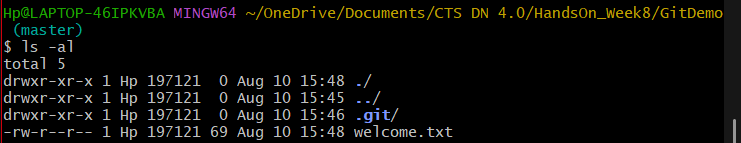 Hp@LAPTOP-46IPKVBA MINGW64 ~/OneDrive/Documents/CTS DN 4.0/HandsOn_Week8/GitDemo
(master)
$ ls -al
total 5
drwxr-xr-x 1 Hp 197121  0 Aug 10 15:48 ./
drwxr-xr-x 1 Hp 197121  0 Aug 10 15:45 ../
drwxr-xr-x 1 Hp 197121  0 Aug 10 15:46 .git/
-rw-r--r-- 1 Hp 197121 69 Aug 10 15:48 welcome.txt